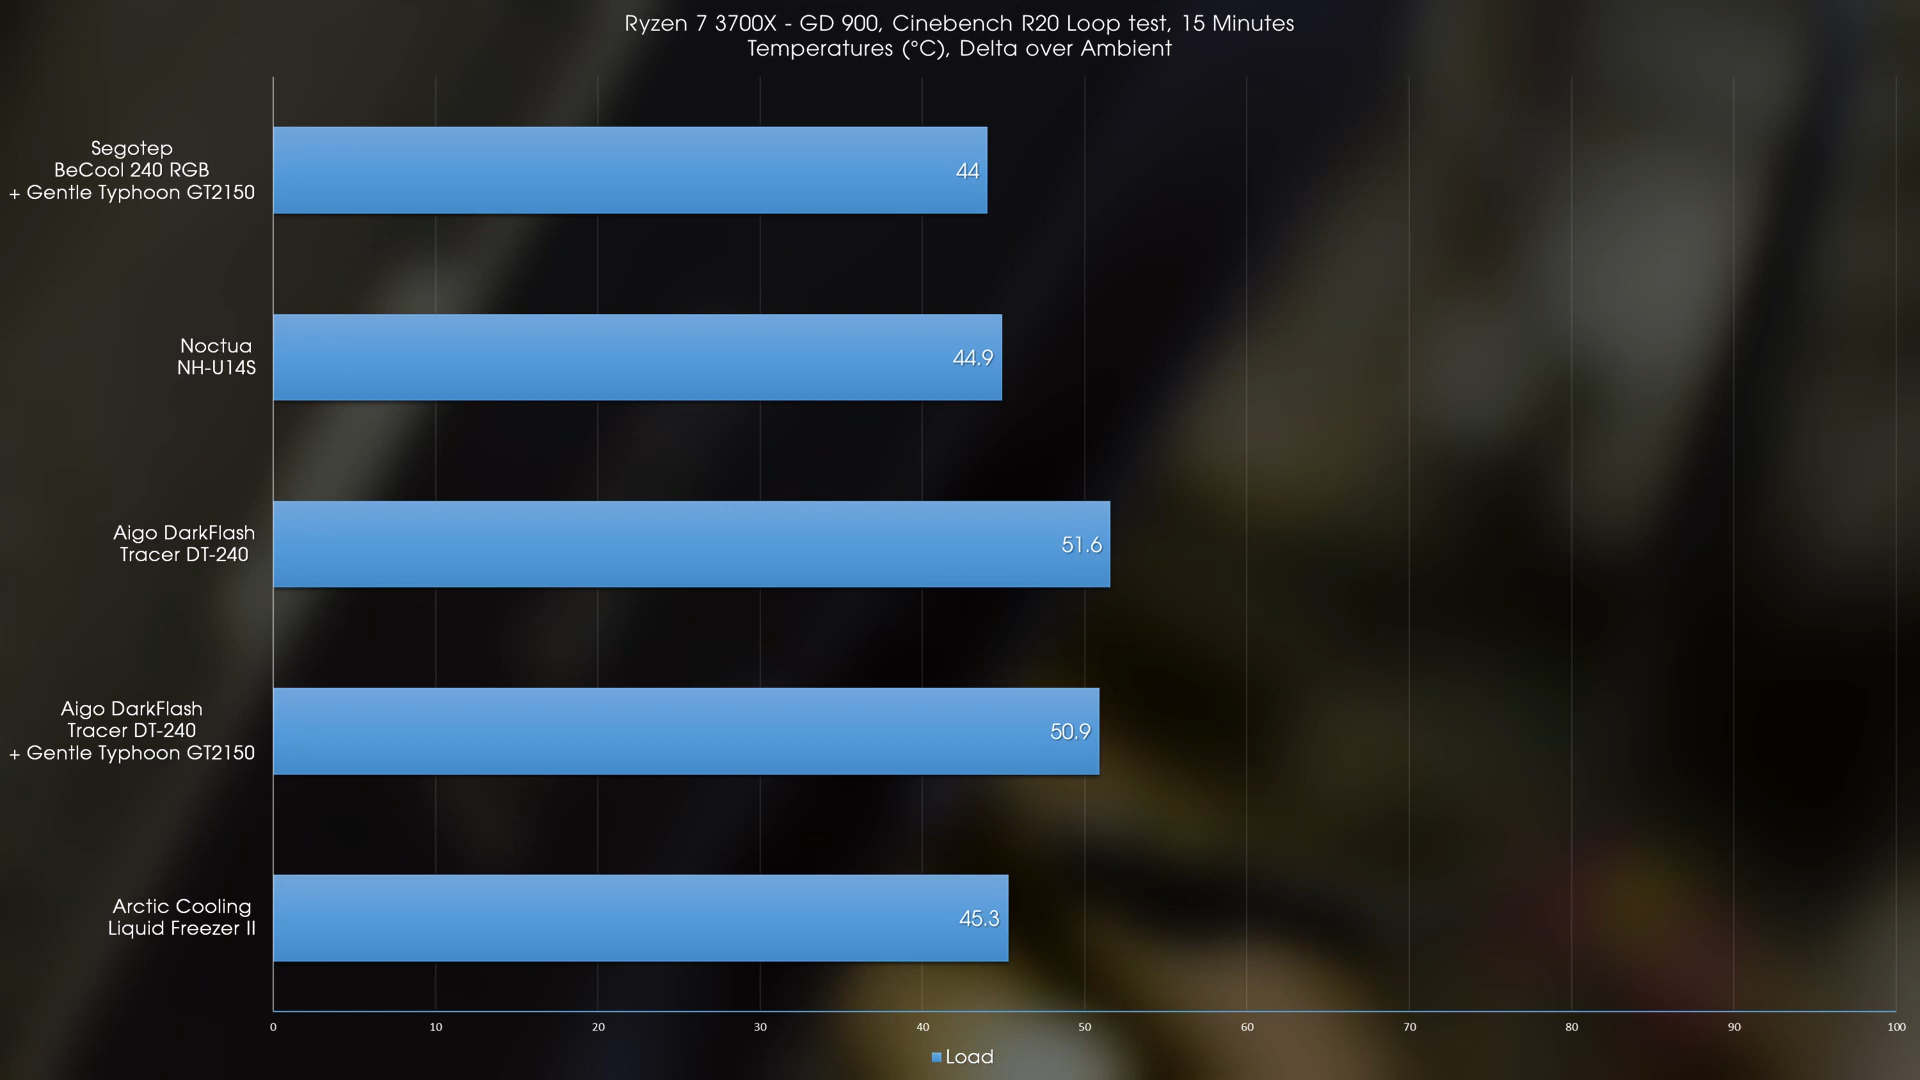 Ryzen 7 3700X - GD 900, Cinebench R20 Loop test, 15 Minutes
Temperatures (°C), Delta over Ambient
Segotep
BeCool 240 RGB
+ Gentle Typhoon GT2150
44
Noctua
NH-U14S
44.9
Aigo DarkFlash
Tracer DT-240
51.6
Aigo DarkFlash
Tracer DT-240
+ Gentle Typhoon GT2150
50.9
Arctic Cooling
Liquid Freezer II
45.3
0 10 20 30 40 50 60 70 80 90 100
Load